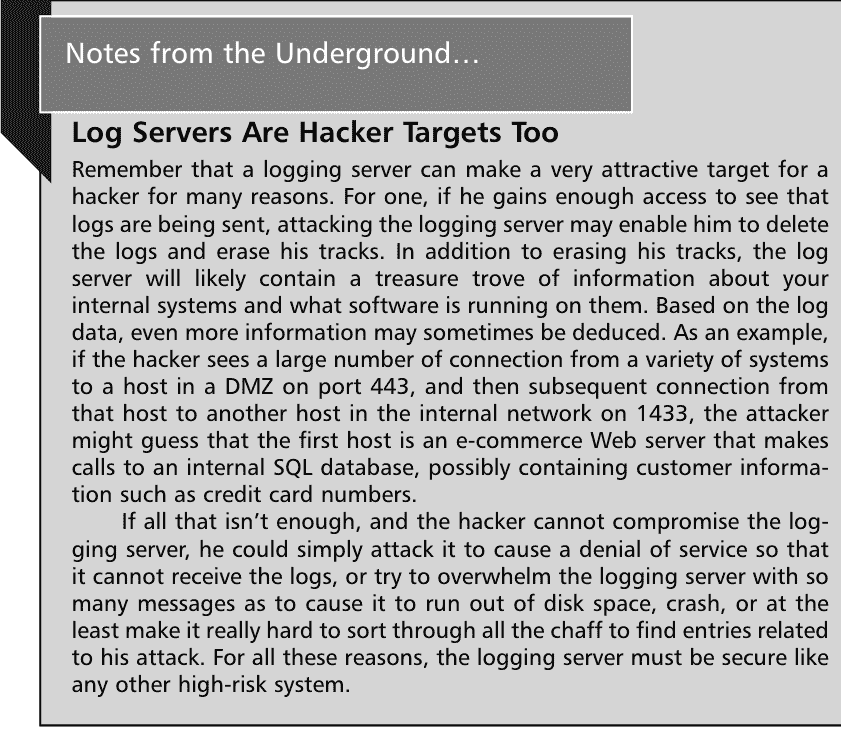 Notes from the Underground…
Log Servers Are Hacker Targets Too
Remember that a logging server can make a very attractive target for a
hacker for many reasons. For one, if he gains enough access to see that
logs are being sent, attacking the logging server may enable him to delete
the logs and erase his tracks. In addition to erasing his tracks, the log
server will likely contain a treasure trove of information about your
internal systems and what software is running on them. Based on the log
data, even more information may sometimes be deduced. As an example,
if the hacker sees a large number of connection from a variety of systems
to a host in a DMZ on port 443, and then subsequent connection from
that host to another host in the internal network on 1433, the attacker
might guess that the first host is an e-commerce Web server that makes
calls to an internal SQL database, possibly containing customer informa-
tion such as credit card numbers.
If all that isn’t enough, and the hacker cannot compromise the log-
ging server, he could simply attack it to cause a denial of service so that
it cannot receive the logs, or try to overwhelm the logging server with so
many messages as to cause it to run out of disk space, crash, or at the
least make it really hard to sort through all the chaff to find entries related
to his attack. For all these reasons, the logging server must be secure like
any other high-risk system.